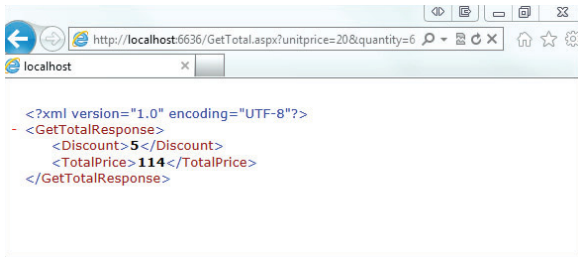 http://localhost:6636/GetTotal.aspx?unitprice=20&quantity=6
localhost
<?xml version="1.0" encoding="UTF-8"?>
- <GetTotalResponse>
<Discount>5</Discount>
<TotalPrice>114</TotalPrice>
</GetTotalResponse>